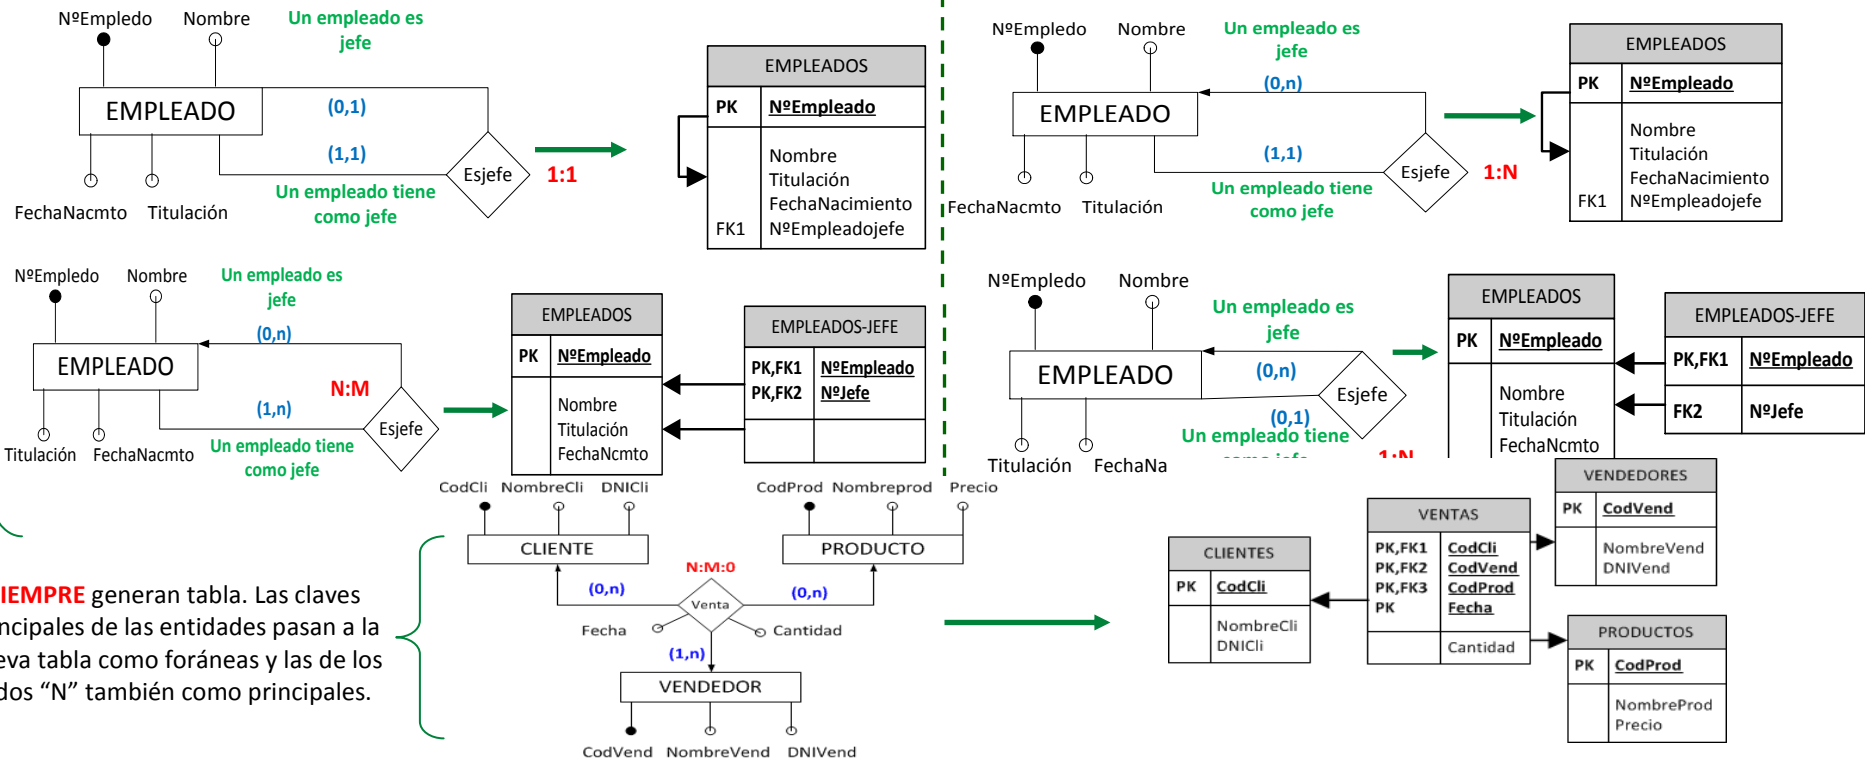 NºEmpledo Nombre
Un empleado es
jefe
EMPLEADO
(0,1)
(1,1)
Esjefe
1:1
Un empleado tiene
como jefe
FechaNacmto Titulación
EMPLEADOS
PK NºEmpleado
Nombre
Titulación
FechaNacimiento
FK1 NºEmpleadojefe
NºEmpledo Nombre
Un empleado es
jefe
(0,n)
EMPLEADO
(1,1)
Esjefe
1:N
Un empleado tiene
como jefe
FechaNacmto Titulación
EMPLEADOS
PK NºEmpleado
Nombre
Titulación
FechaNacimiento
FK1 NºEmpleadojefe
NºEmpledo Nombre
Un empleado es
jefe
(0,n)
EMPLEADO
N:M
(1,n)
Esjefe
Un empleado tiene
como jefe
Titulación FechaNacmto
EMPLEADOS
PK NºEmpleado
Nombre
Titulación
FechaNcmto
EMPLEADOS-JEFE
PK,FK1 NºEmpleado
PK,FK2 NºJefe
NºEmpledo Nombre
Un empleado es
jefe
(0,n)
EMPLEADO
Esjefe
(0,1)
Un empleado tiene
como jefe
1:N
Titulación FechaNa
EMPLEADOS
PK NºEmpleado
Nombre
Titulación
FechaNcmto
EMPLEADOS-JEFE
PK,FK1 NºEmpleado
FK2 NºJefe
IEMPRE generan tabla. Las claves
ncipales de las entidades pasan a la
eva tabla como foráneas y las de los
dos “N” también como principales.
CodCli NombreCli DNICli
CodProd Nombreprod Precio
CLIENTE
PRODUCTO
N:M:0
(0,n)
(0,n)
Venta
Fecha
Cantidad
(1,n)
VENDEDOR
CodVend NombreVend DNIVend
CLIENTES
PK CodCli
NombreCli
DNICli
VENTAS
PK,FK1 CodCli
PK,FK2 CodVend
PK,FK3 CodProd
PK Fecha
Cantidad
VENDEDORES
PK CodVend
NombreVend
DNIVend
PRODUCTOS
PK CodProd
NombreProd
Precio